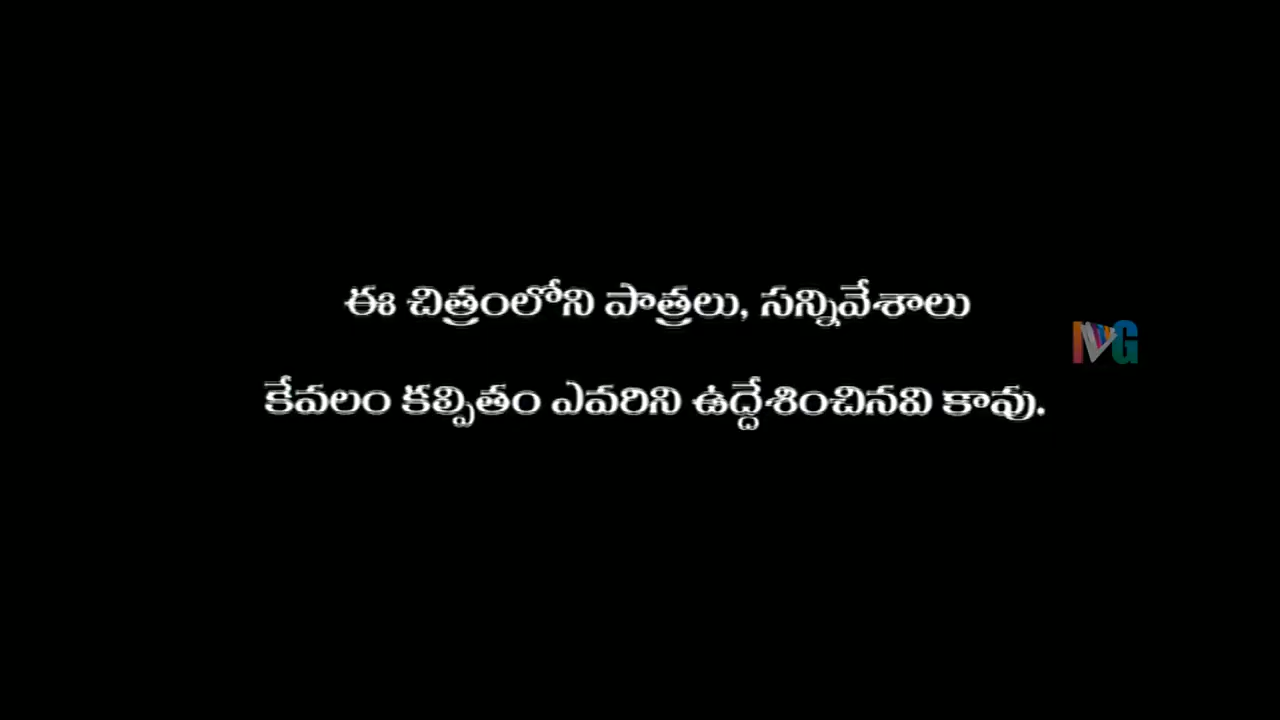 ఈ చిత్రంలోని పాత్రలు, సన్నివేశాలు
కేవలం కల్పితం ఎవరిని ఉద్దేశించినవి కావు.